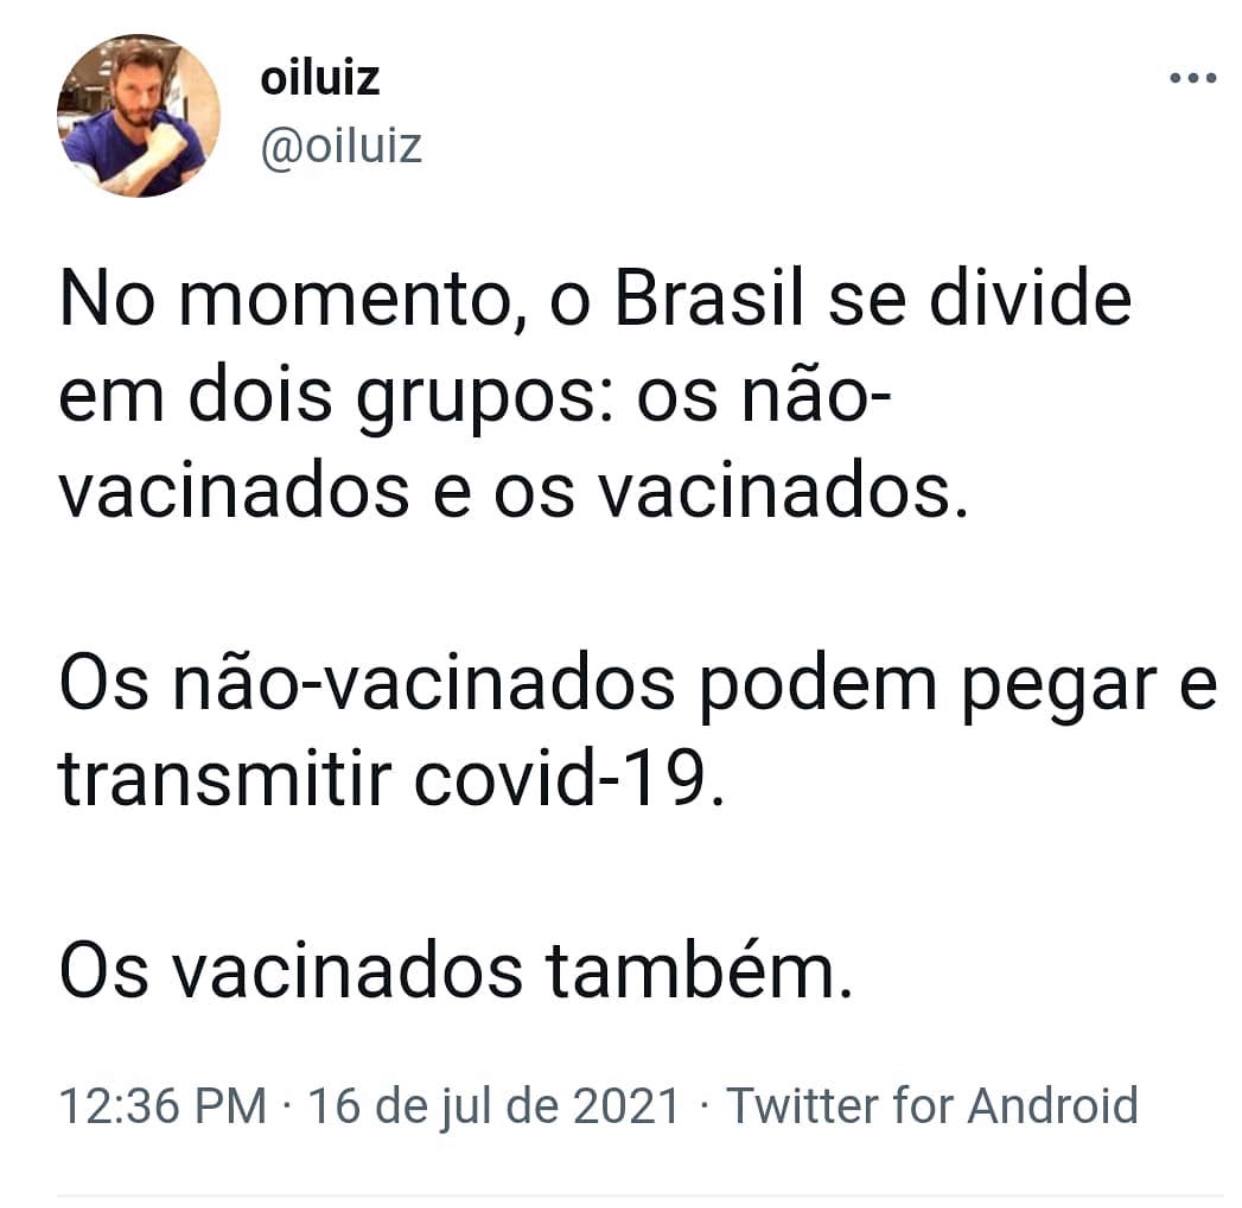 oiluiz
@oiluiz
No momento, o Brasil se divide
em dois grupos: os não-
vacinados e os vacinados.
Os não-vacinados podem pegar e
transmitir covid-19.
Os vacinados também.
12:36 PM · 16 de jul de 2021 · Twitter for Android